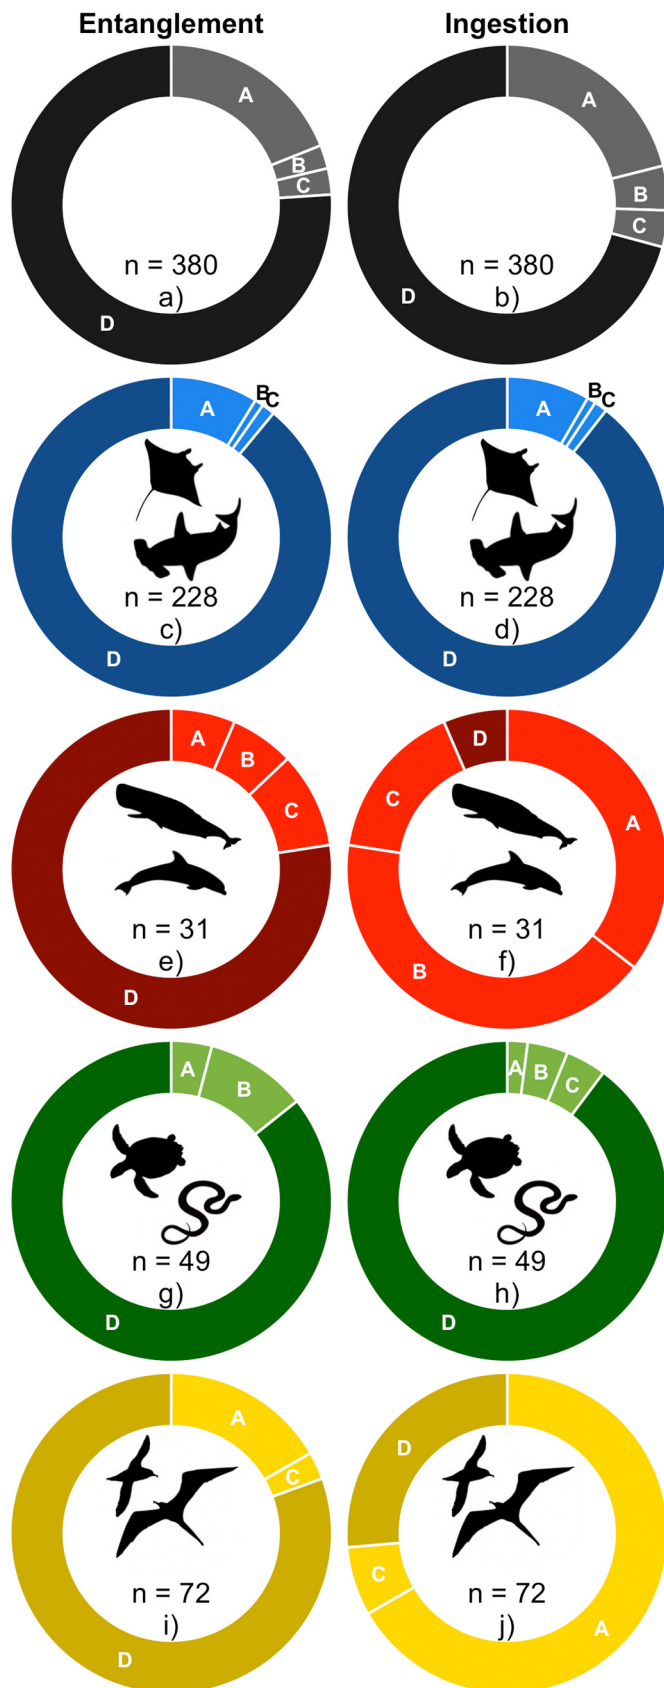 Entanglement Ingestion
A A
B B
C C
n = 380 n = 380
a) b)
D D
A B C A B C
n = 228 n = 228
c) d)
D D
A B C D A
C
n = 31 n = 31
e) f)
D B
A B A B C
n = 49 n = 49
g) h)
D D
A
C D
C
n = 72 n = 72
i) j)
D A